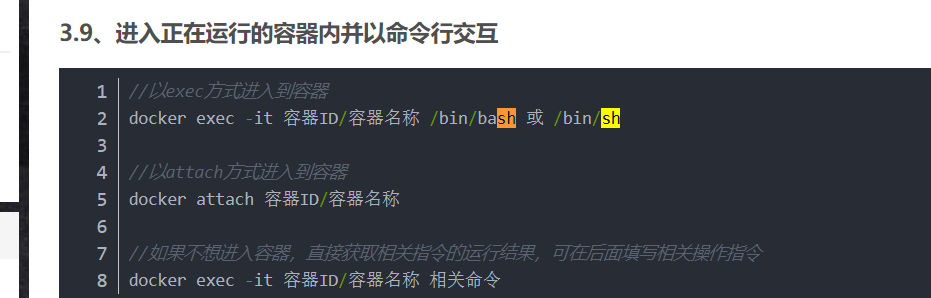 3.9、进入正在运行的容器内并以命令行交互
1 //以exec方式进入到容器
2 docker exec -it 容器ID/容器名称 /bin/bash 或 /bin/sh
3
4 //以attach方式进入到容器
5 docker attach 容器ID/容器名称
6
7 //如果不想进入容器，直接获取相关指令的运行结果，可在后面填写相关操作指令
8 docker exec -it 容器ID/容器名称 相关命令